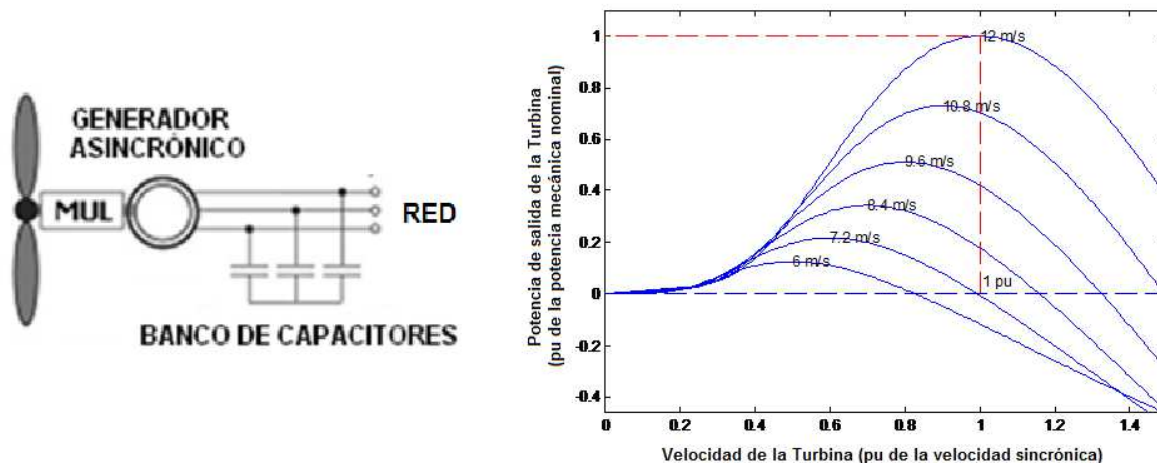 GENERADOR
ASINCRÓNICO
MUL
RED
BANCO DE CAPACITORES
Potencia de salida de la Turbina
(pu de la potencia mecánica nominal)
1
0.8
0.6
0.4
0.2
0
-0.2
-0.4
12 m/s
10.8 m/s
9.6 m/s
8.4 m/s
7.2 m/s
6 m/s
1 pu
0 0.2 0.4 0.6 0.8 1 1.2 1.4
Velocidad de la Turbina (pu de la velocidad sincrónica)